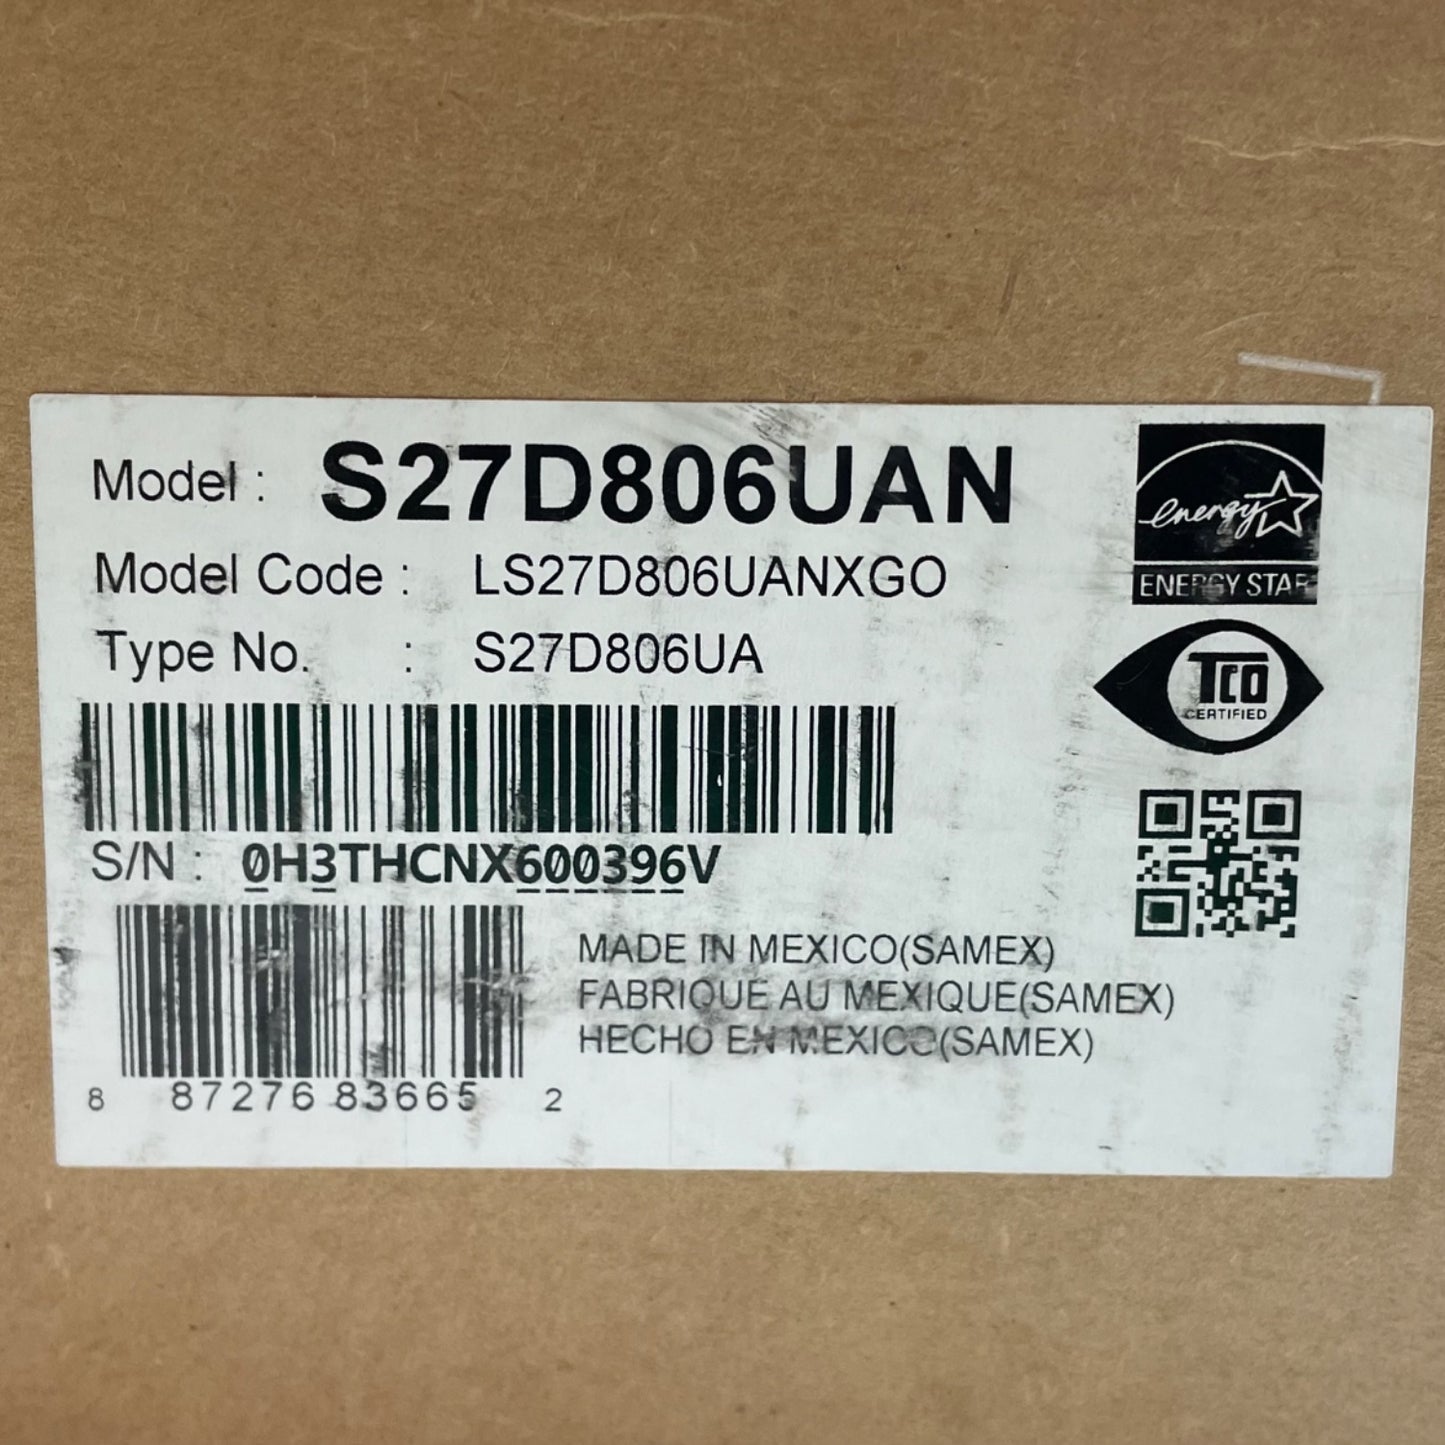 Model : S27D806UAN
Model Code : LS27D806UANXGO
Type No. : S27D806UA
S/N : 0H3THCNX600396V
8 87276 83665 2
MADE IN MEXICO(SAMEX)
FABRIQUE AU MEXIQUE(SAMEX)
HECHO EN MEXICO(SAMEX)
energy
ENERGY STAR
TCO
CERTIFIED